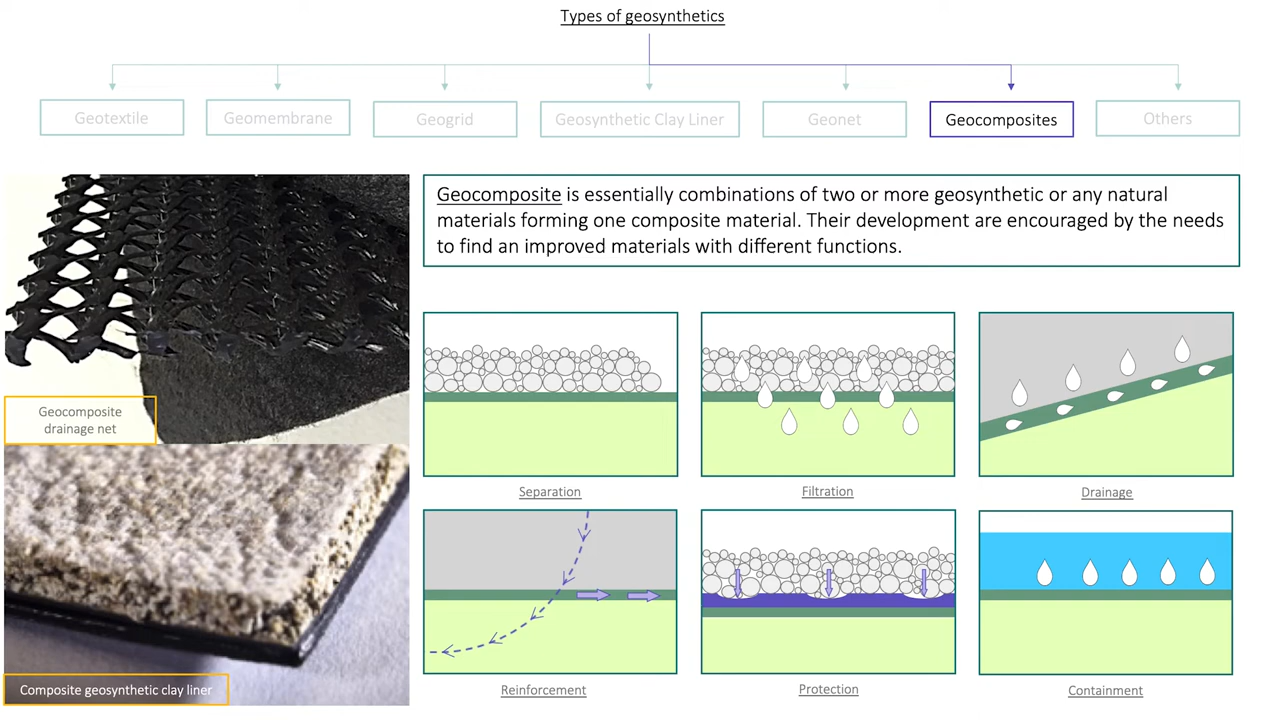 Types of geosynthetics
Geotextile
Geomembrane
Geogrid
Geosynthetic Clay Liner
Geonet
Geocomposites
Others
Geocomposite is essentially combinations of two or more geosynthetic or any natural
materials forming one composite material. Their development are encouraged by the needs
to find an improved materials with different functions.
Geocomposite
drainage net
Composite geosynthetic clay liner
Separation
Filtration
Drainage
Reinforcement
Protection
Containment